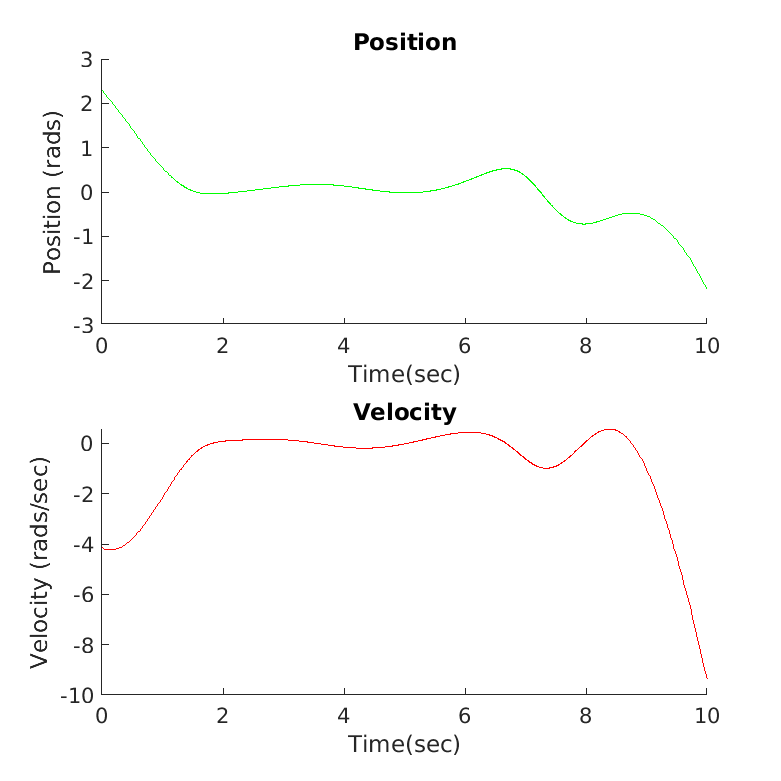 Position
3
2
1
0
-1
-2
-3
Position (rads)
0 2 4 6 8 10
Time(sec)
Velocity
0
-2
-4
-6
-8
-10
Velocity (rads/sec)
0 2 4 6 8 10
Time(sec)